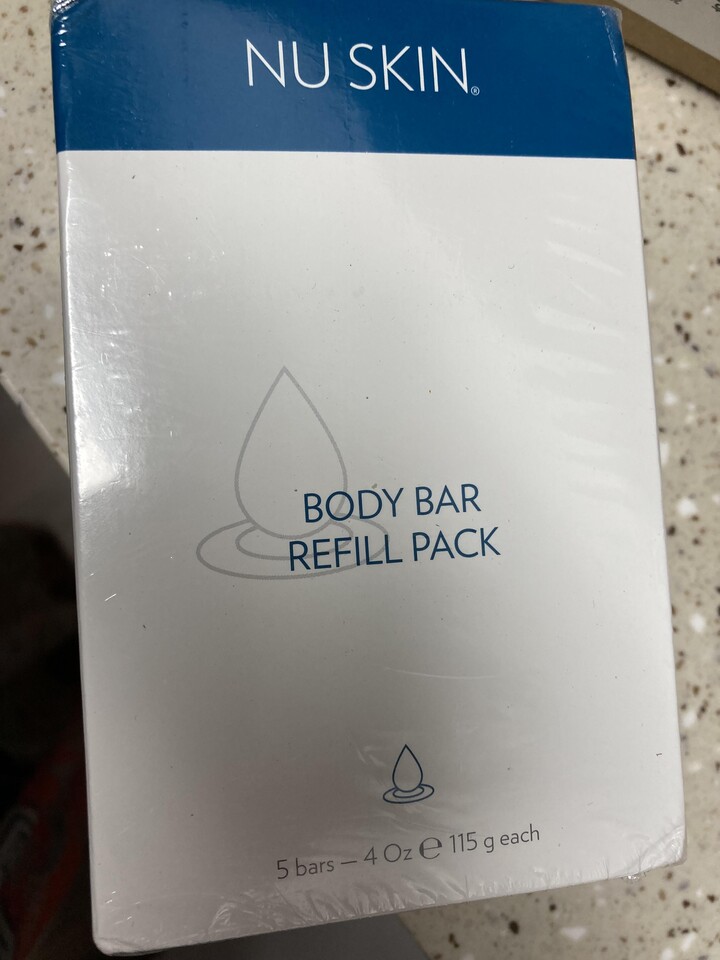 NU SKIN®
BODY BAR
REFILL PACK
5 bars – 4 Oz ℮ 115 g each